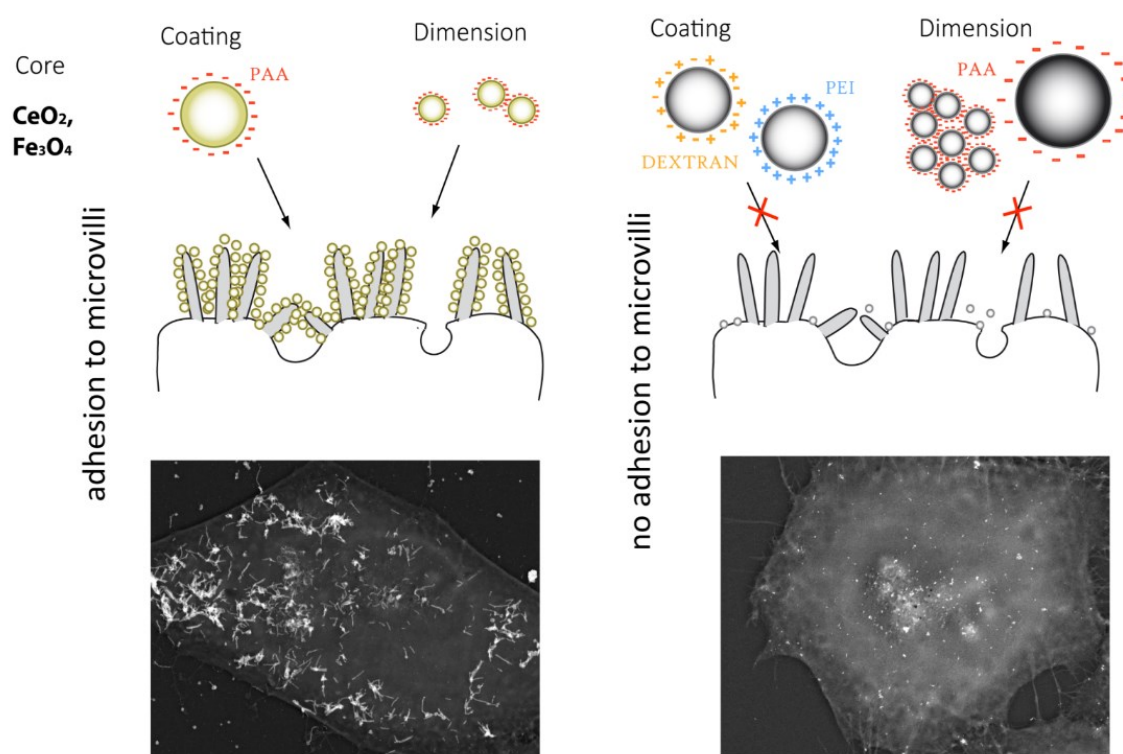 Coating
Dimension
Core
PAA
CeO₂,
Fe₃O₄
adhesion to microvilli
Coating
Dimension
PEI
PAA
DEXTRAN
no adhesion to microvilli